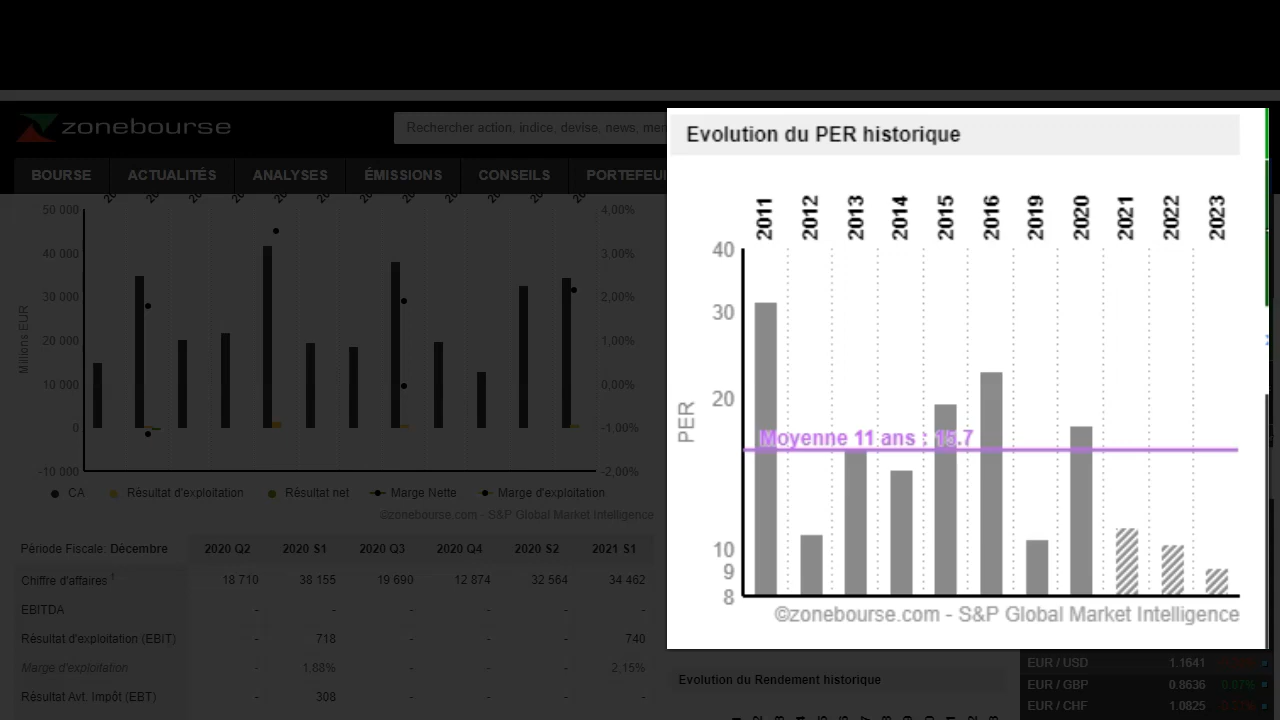 zonebourse
Rechercher action, indice, devise, news, mem
BOURSE ACTUALITÉS ANALYSES ÉMISSIONS CONSEILS PORTEFEUI
Evolution du PER historique
2011 2012 2013 2014 2015 2016 2019 2020 2021 2022 2023
40
30
20
10
9
8
PER
Moyenne 11 ans : 15.7
©zonebourse.com - S&P Global Market Intelligence
50 000 4,00%
40 000 3,00%
30 000 2,00%
20 000 1,00%
10 000 0,00%
0 -1,00%
-10 000 -2,00%
Millions EUR
CA Résultat d'exploitation Résultat net Marge Nette Marge d'exploitation
©zonebourse.com - S&P Global Market Intelligence
Période Fiscale: Décembre 2020 Q2 2020 S1 2020 Q3 2020 Q4 2020 S2 2021 S1
Chiffre d'affaires 1 18 710 38 155 19 690 12 874 32 564 34 462
EBITDA - - - - - -
Résultat d'exploitation (EBIT) - 718 - - - 740
Marge d'exploitation - 1,88% - - - 2,15%
Résultat Avt. Impôt (EBT) - 308 - - -
Evolution du Rendement historique
EUR / USD 1.1641
EUR / GBP 0.8636 0.07%
EUR / CHF 1.0825